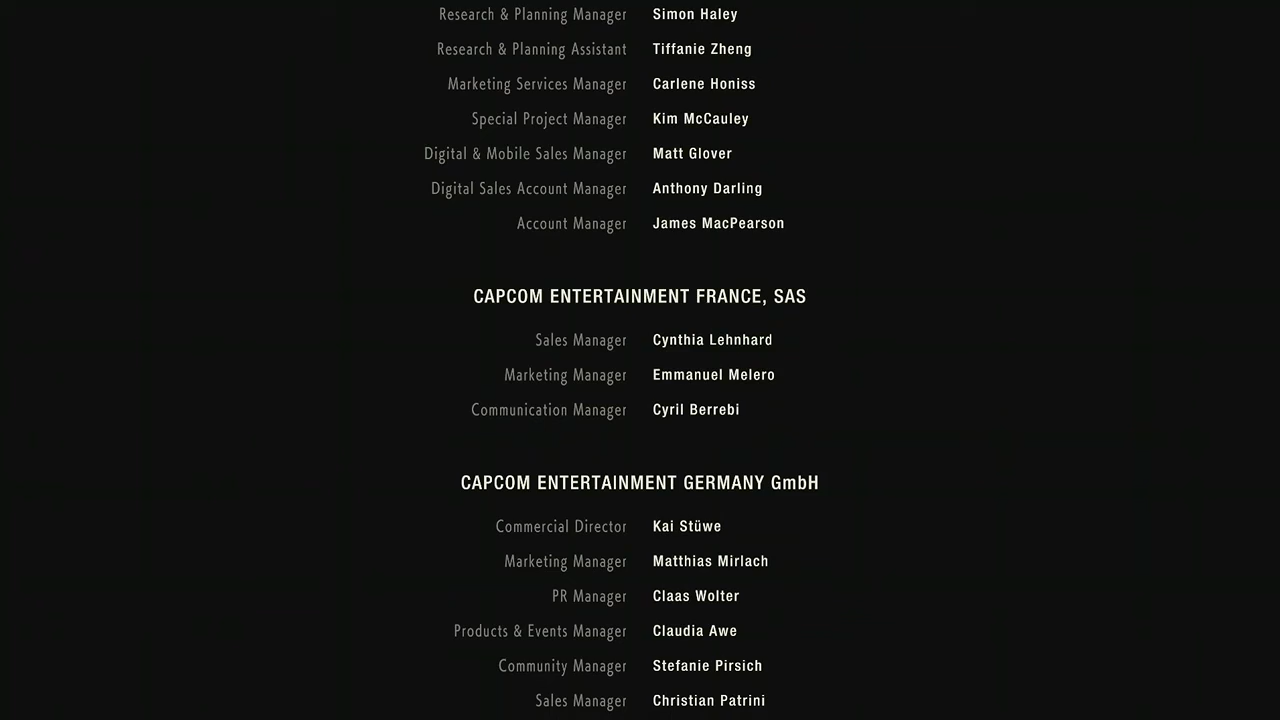 Research & Planning Manager Simon Haley
Research & Planning Assistant Tiffanie Zheng
Marketing Services Manager Carlene Honiss
Special Project Manager Kim McCauley
Digital & Mobile Sales Manager Matt Glover
Digital Sales Account Manager Anthony Darling
Account Manager James MacPearson
CAPCOM ENTERTAINMENT FRANCE, SAS
Sales Manager Cynthia Lehnhard
Marketing Manager Emmanuel Melero
Communication Manager Cyril Berrebi
CAPCOM ENTERTAINMENT GERMANY GmbH
Commercial Director Kai Stüwe
Marketing Manager Matthias Mirlach
PR Manager Claas Wolter
Products & Events Manager Claudia Awe
Community Manager Stefanie Pirsich
Sales Manager Christian Patrini